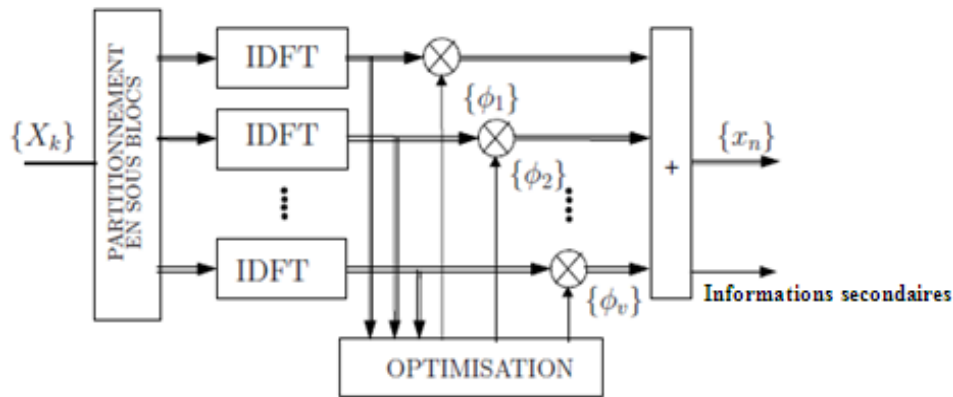 {X_k}
PARTITIONNEMENT
EN SOUS BLOCS
IDFT
IDFT
IDFT
{ϕ_1}
{ϕ_2}
{ϕ_v}
+
{x_n}
Informations secondaires
OPTIMISATION